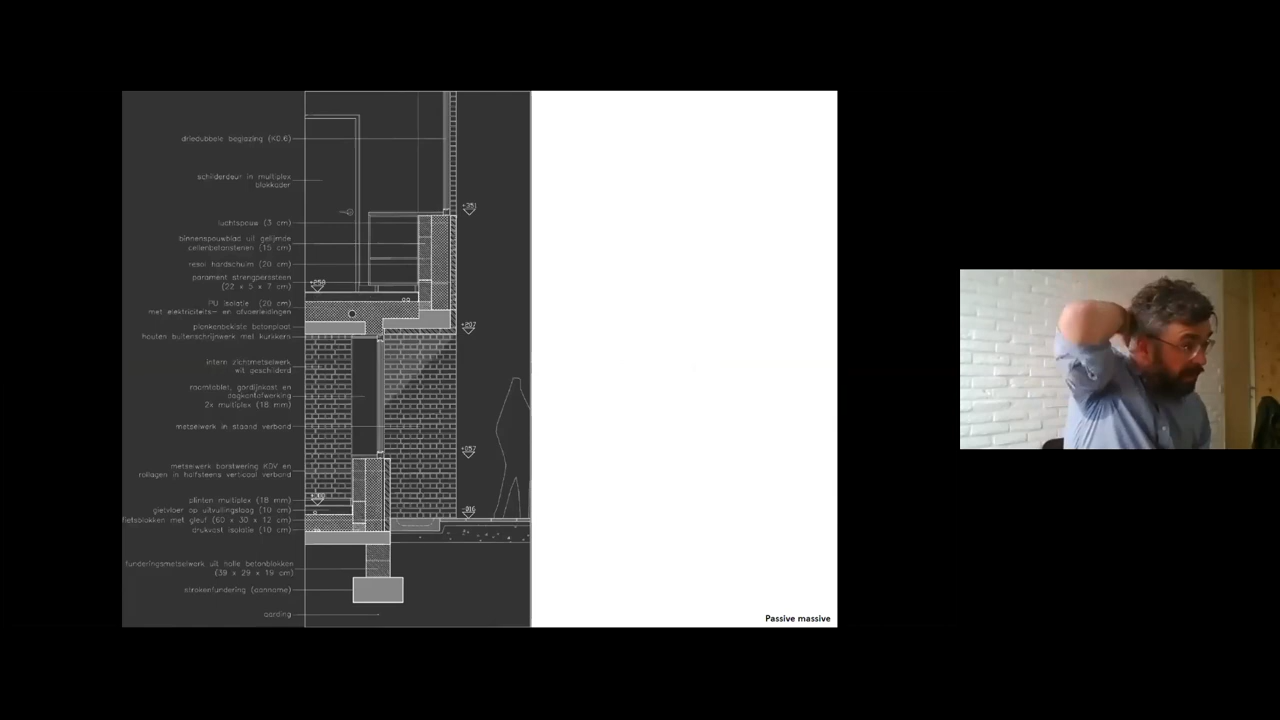 driedubbele beglazing (K0.6)
schilderdeur in multiplex
blokkader
+351
luchtspouw (3 cm)
binnenspouwblad uit gelijmde
cellenbetonstenen (15 cm)
resol hardschuim (20 cm)
parament strengperssteen
(22 x 5 x 7 cm)
PU isolatie (20 cm)
met elektriciteits- en afvoerleidingen
plankenbekiste betonplaat
+207
houten buitenschrijnwerk met kurkkern
intern zichtmetselwerk
wit geschilderd
raamtablet, gordijnkast en
dagkantafwerking
2x multiplex (18 mm)
metselwerk in staand verband
+057
metselwerk borstwering KDV en
rollagen in halfsteens verticaal verband
plinten multiplex (18 mm)
gietvloer op uitvullingslaag (10 cm)
-016
fietsblokken met gleuf (60 x 30 x 12 cm)
drukvast isolatie (10 cm)
funderingsmetselwerk uit holle betonblokken
(39 x 29 x 19 cm)
strokenfundering (aanname)
aarding
Passive massive